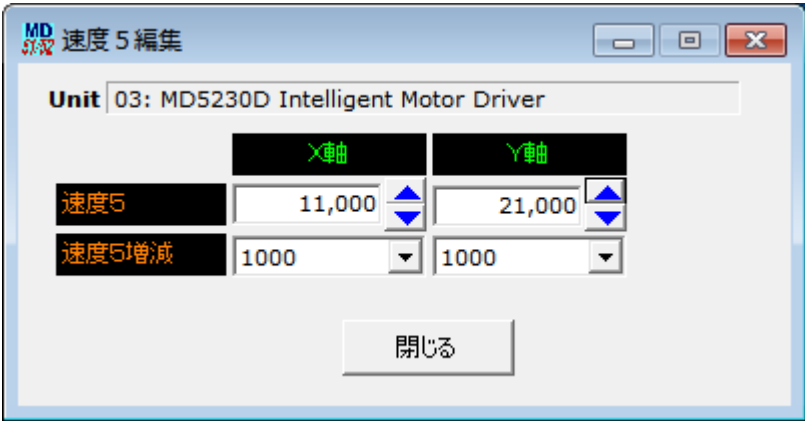 MD 速度5編集
Unit 03: MD5230D Intelligent Motor Driver
X軸 Y軸
速度5 11,000 21,000
速度5増減 1000 1000
閉じる